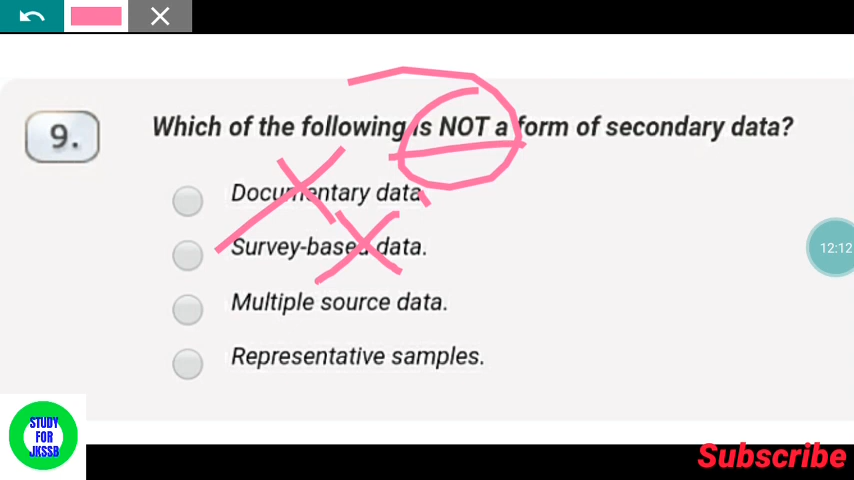 9.
Which of the following is NOT a form of secondary data?
Documentary data.
Survey-based data.
Multiple source data.
Representative samples.
12:12
STUDY
FOR
JKSSB
Subscribe